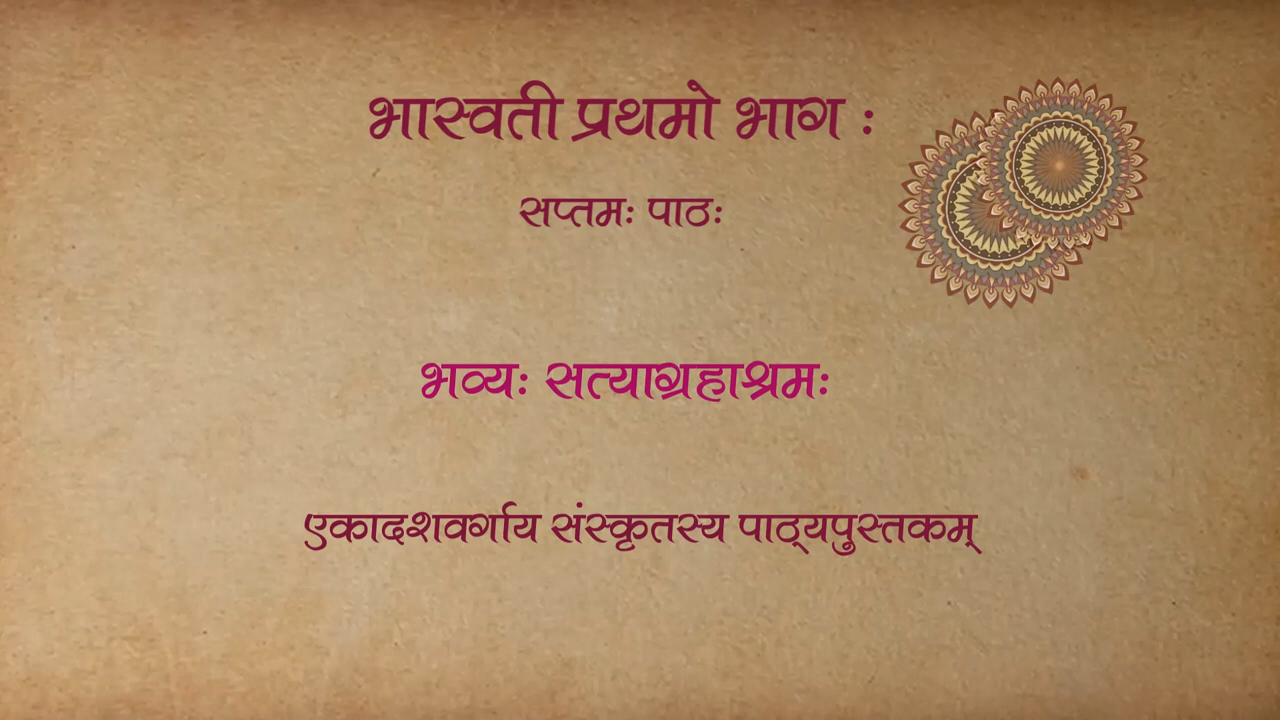 भास्वती प्रथमो भाग :
सप्तमः पाठः
भव्यः सत्याग्रहाश्रमः
एकादशवर्गाय संस्कृतस्य पाठ्यपुस्तकम्